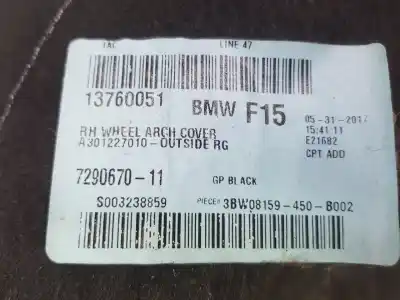 TAC LINE 47
13760051 BMW F15 05-31-2017
15:41:11
RH WHEEL ARCH COVER E21682
A301227010-OUTSIDE RG CPT ADD
7290670-11 GP BLACK
S003238859 PIECE# 3BW08159-450-B002